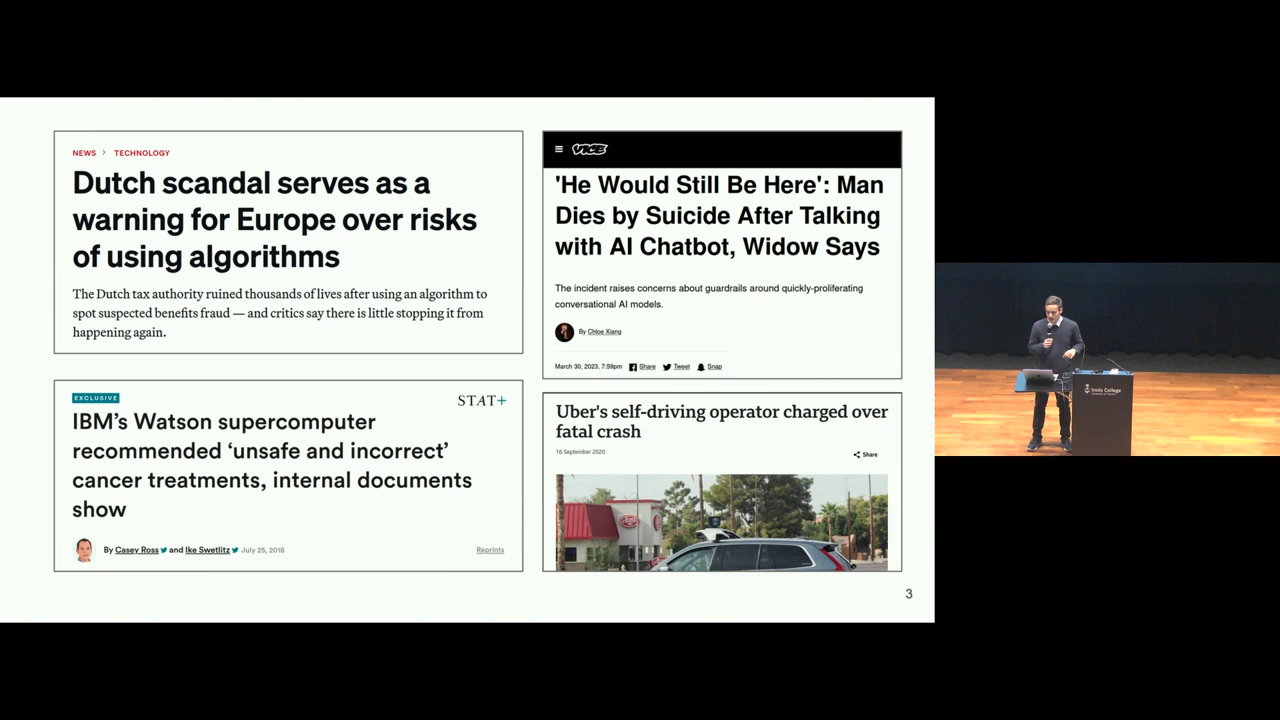 NEWS > TECHNOLOGY
Dutch scandal serves as a
warning for Europe over risks
of using algorithms
The Dutch tax authority ruined thousands of lives after using an algorithm to
spot suspected benefits fraud — and critics say there is little stopping it from
happening again.
VICE
'He Would Still Be Here': Man
Dies by Suicide After Talking
with AI Chatbot, Widow Says
The incident raises concerns about guardrails around quickly-proliferating
conversational AI models.
By Chloe Xiang
March 30, 2023, 7:59pm Share Tweet Snap
EXCLUSIVE
STAT+
IBM's Watson supercomputer
recommended 'unsafe and incorrect'
cancer treatments, internal documents
show
By Casey Ross and Ike Swetlitz July 25, 2018
Reprints
Uber's self-driving operator charged over
fatal crash
16 September 2020
Share
3
Innis College